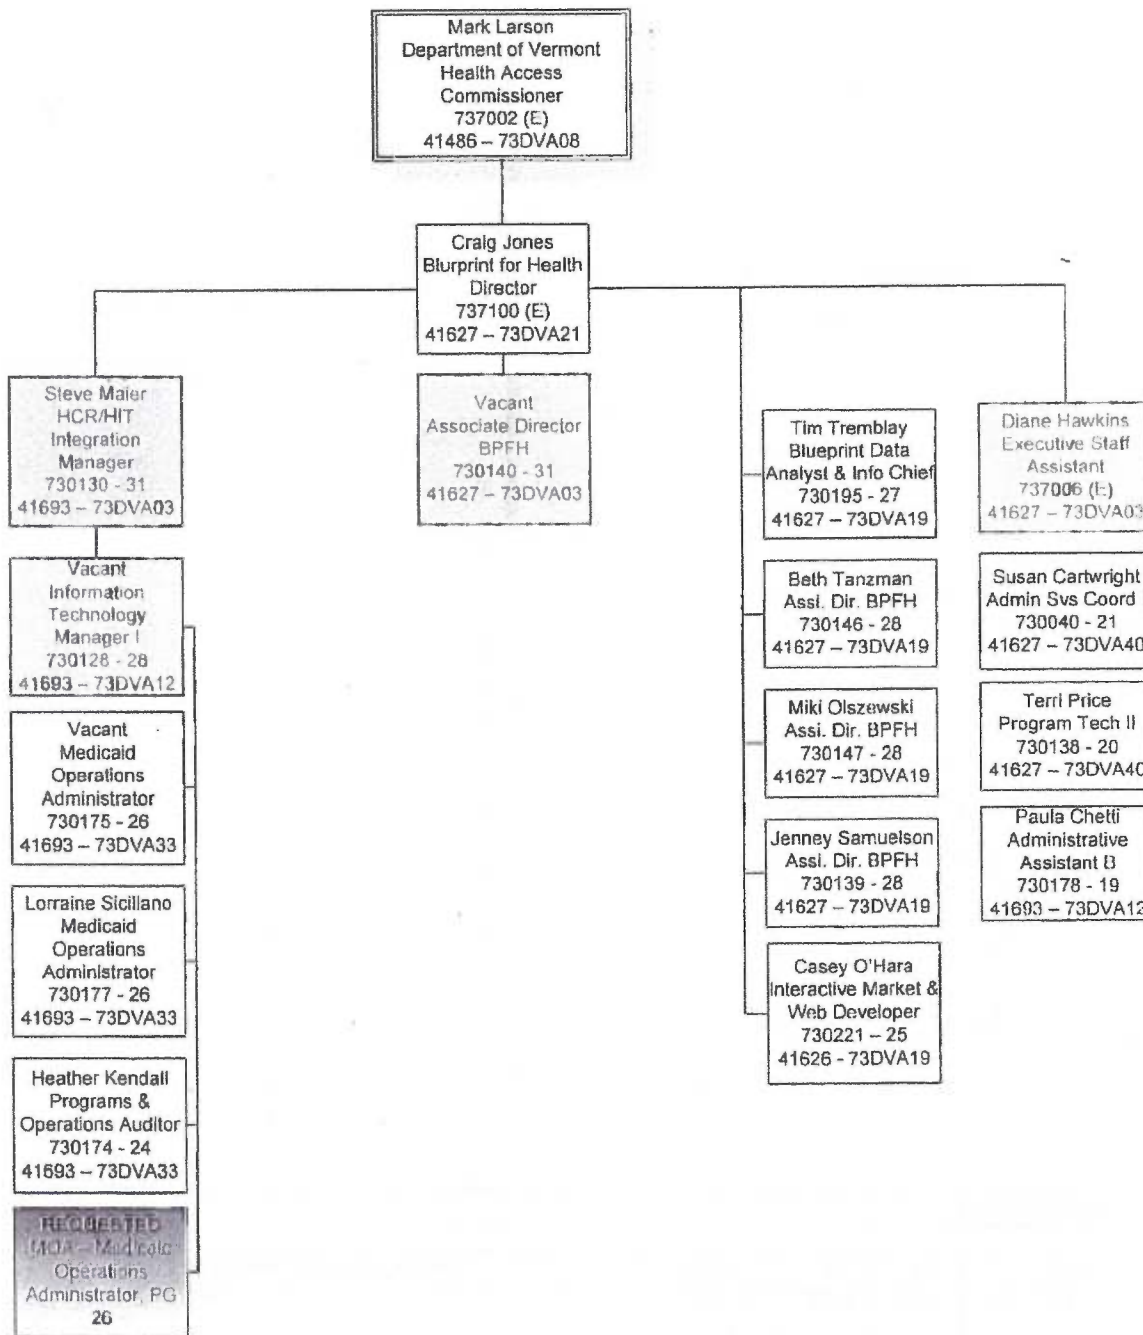 Mark Larson
Department of Vermont
Health Access
Commissioner
737002 (E)
41486 – 73DVA08
Craig Jones
Blurprint for Health
Director
737100 (E)
41627 – 73DVA21
Steve Maier
HCR/HIT
Integration
Manager
730130 - 31
41693 – 73DVA03
Vacant
Associate Director
BPFH
730140 - 31
41627 – 73DVA03
Vacant
Information
Technology
Manager I
730128 - 28
41693 – 73DVA12
Vacant
Medicaid
Operations
Administrator
730175 - 26
41693 – 73DVA33
Lorraine Siciliano
Medicaid
Operations
Administrator
730177 - 26
41693 – 73DVA33
Heather Kendall
Programs &
Operations Auditor
730174 - 24
41693 – 73DVA33
REQUESTED
MOA – Medicaid
Operations
Administrator, PG
26
Tim Tremblay
Blueprint Data
Analyst & Info Chief
730195 - 27
41627 – 73DVA19
Beth Tanzman
Assi. Dir. BPFH
730146 - 28
41627 – 73DVA19
Miki Olszewski
Assi. Dir. BPFH
730147 - 28
41627 – 73DVA19
Jenney Samuelson
Assi. Dir. BPFH
730139 - 28
41627 – 73DVA19
Casey O'Hara
Interactive Market &
Web Developer
730221 – 25
41626 - 73DVA19
Diane Hawkins
Executive Staff
Assistant
737006 (E)
41627 – 73DVA03
Susan Cartwright
Admin Svs Coord
730040 - 21
41627 – 73DVA40
Terri Price
Program Tech II
730138 - 20
41627 – 73DVA40
Paula Chetti
Administrative
Assistant B
730178 - 19
41693 – 73DVA12